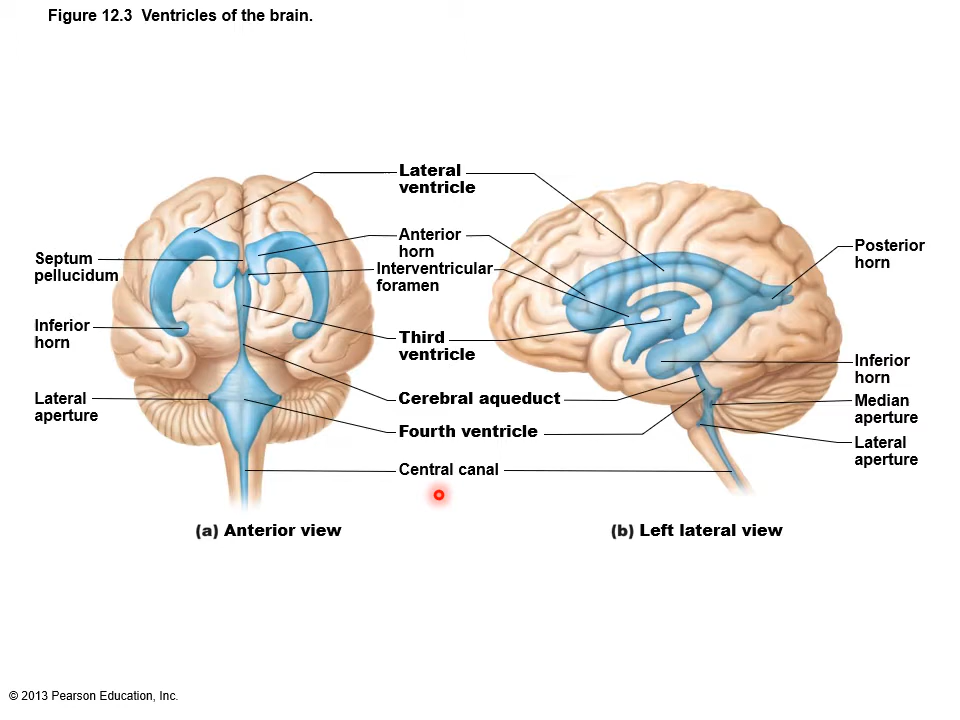 Figure 12.3  Ventricles of the brain.
Lateral
ventricle
Anterior
horn
Interventricular
foramen
Septum
pellucidum
Inferior
horn
Lateral
aperture
Third
ventricle
Cerebral aqueduct
Fourth ventricle
Central canal
Posterior
horn
Inferior
horn
Median
aperture
Lateral
aperture
(a) Anterior view
(b) Left lateral view
© 2013 Pearson Education, Inc.